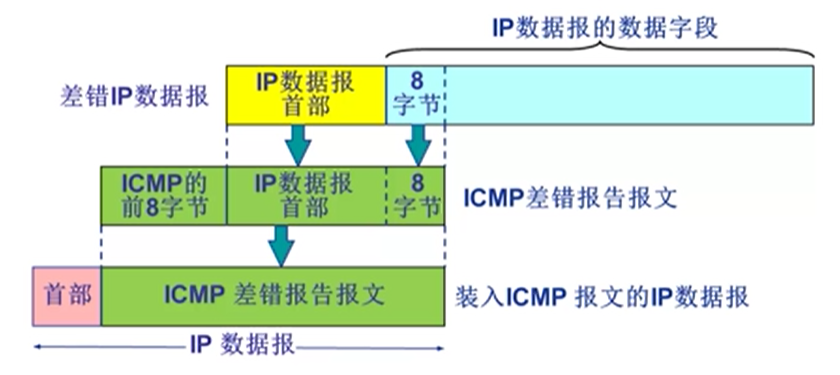 IP数据报的数据字段
差错IP数据报
IP数据报
首部
8
字节
ICMP的
前8字节
IP数据报
首部
8
字节
ICMP差错报告报文
首部
ICMP 差错报告报文
装入ICMP 报文的IP数据报
IP 数据报